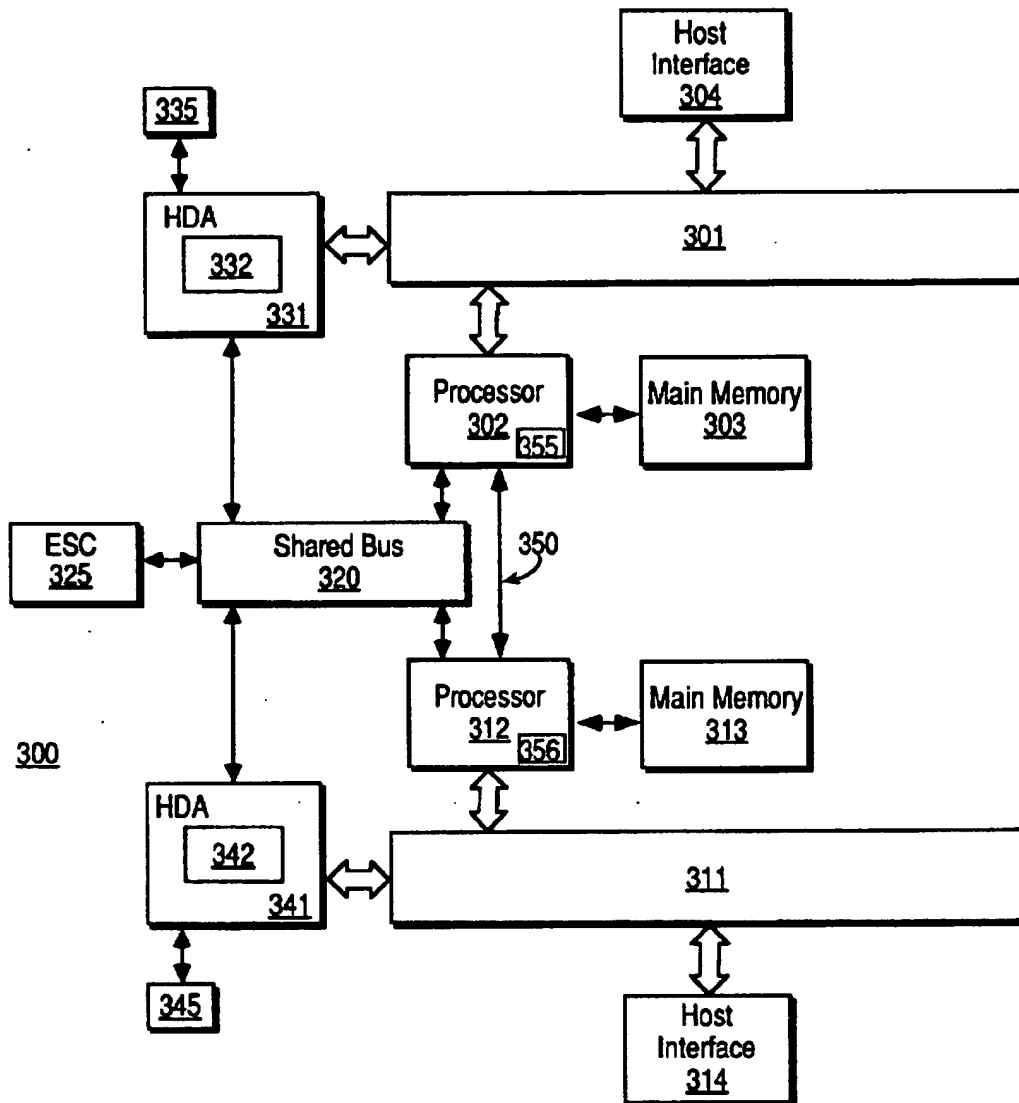 Host
Interface
304
335
HDA
332
331
301
Processor
302
355
Main Memory
303
ESC
325
Shared Bus
320
350
Processor
312
356
Main Memory
313
300
HDA
342
341
311
345
Host
Interface
314